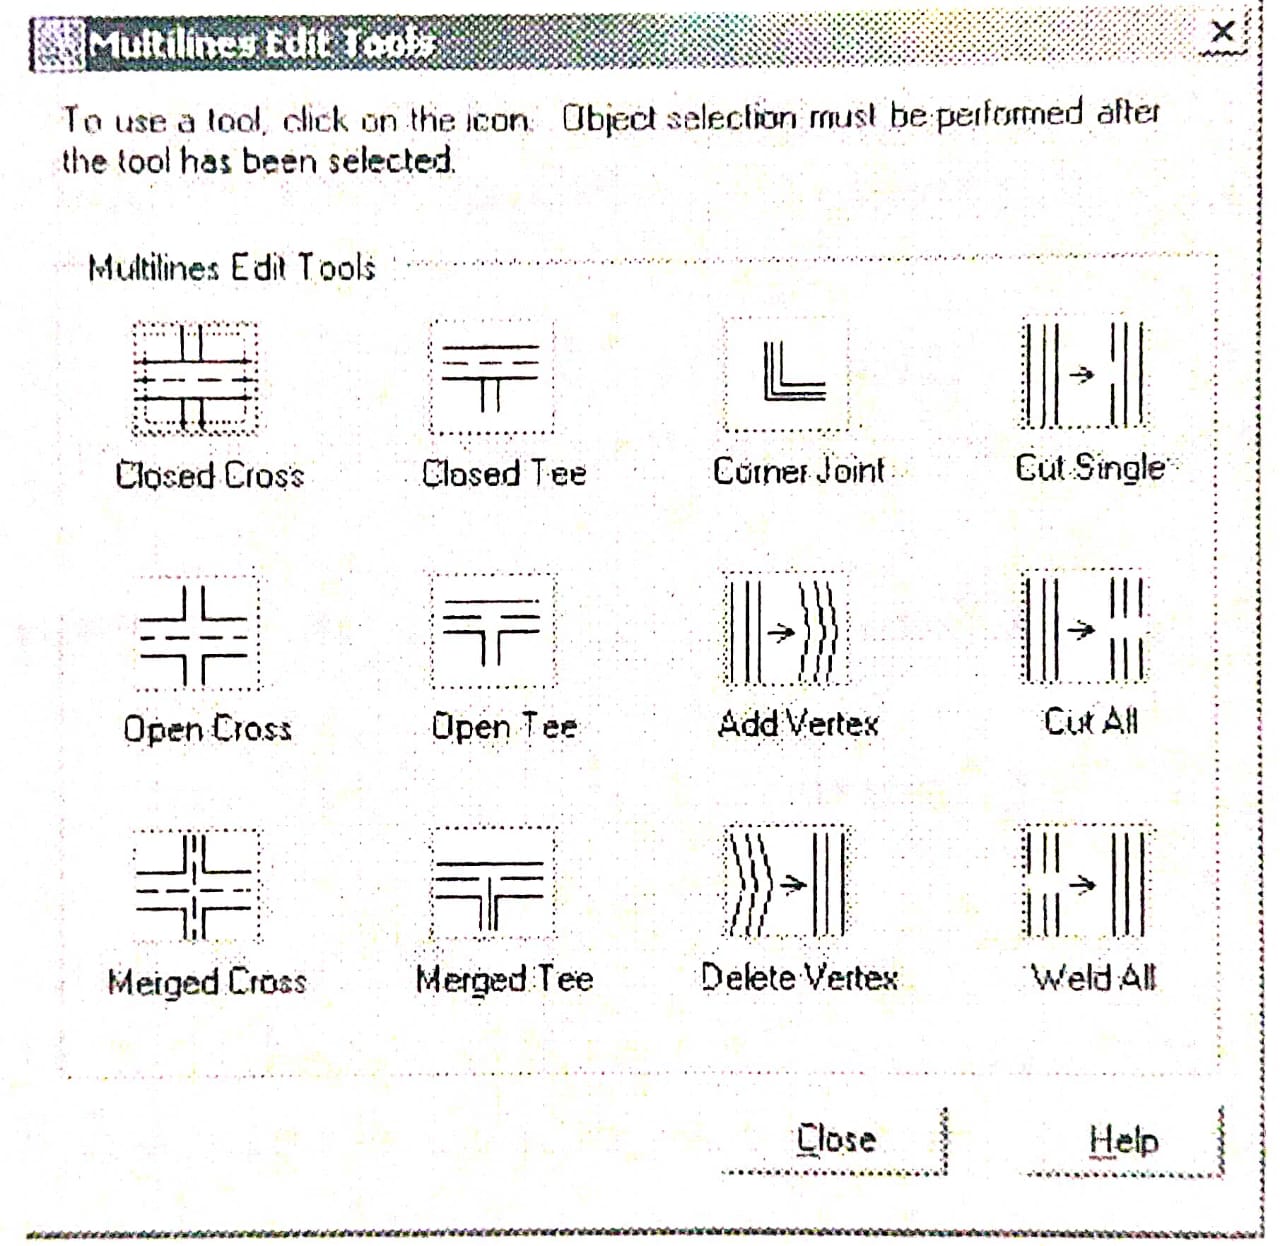 Multilines Edit Tools
To use a tool, click on the icon. Object selection must be performed after
the tool has been selected.
Multilines Edit Tools
Closed Cross
Closed Tee
Corner Joint
Cut Single
Open Cross
Open Tee
Add Vertex
Cut All
Merged Cross
Merged Tee
Delete Vertex
Weld All
Close
Help